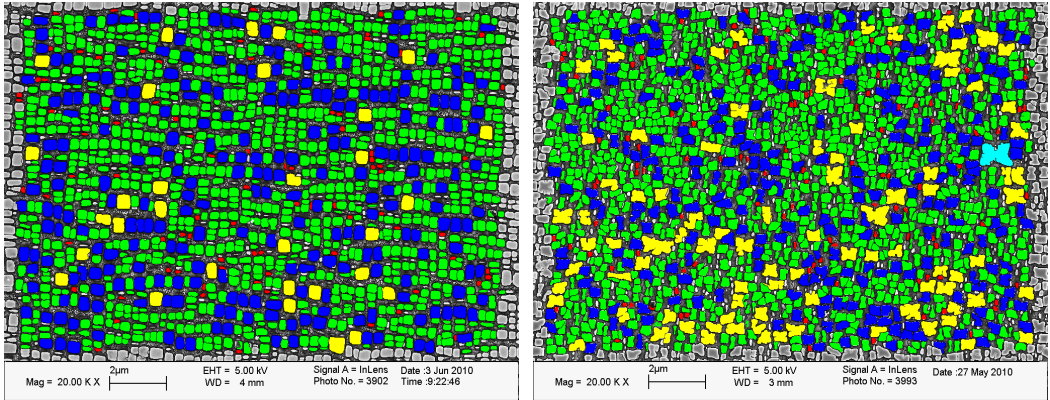 2µm
EHT = 5.00 kV
Signal A = InLens
Date :3 Jun 2010
Mag = 20.00 K X
WD = 4 mm
Photo No. = 3902
Time :9:22:46
2µm
EHT = 5.00 kV
Signal A = InLens
Date :27 May 2010
Mag = 20.00 K X
WD = 3 mm
Photo No. = 3993